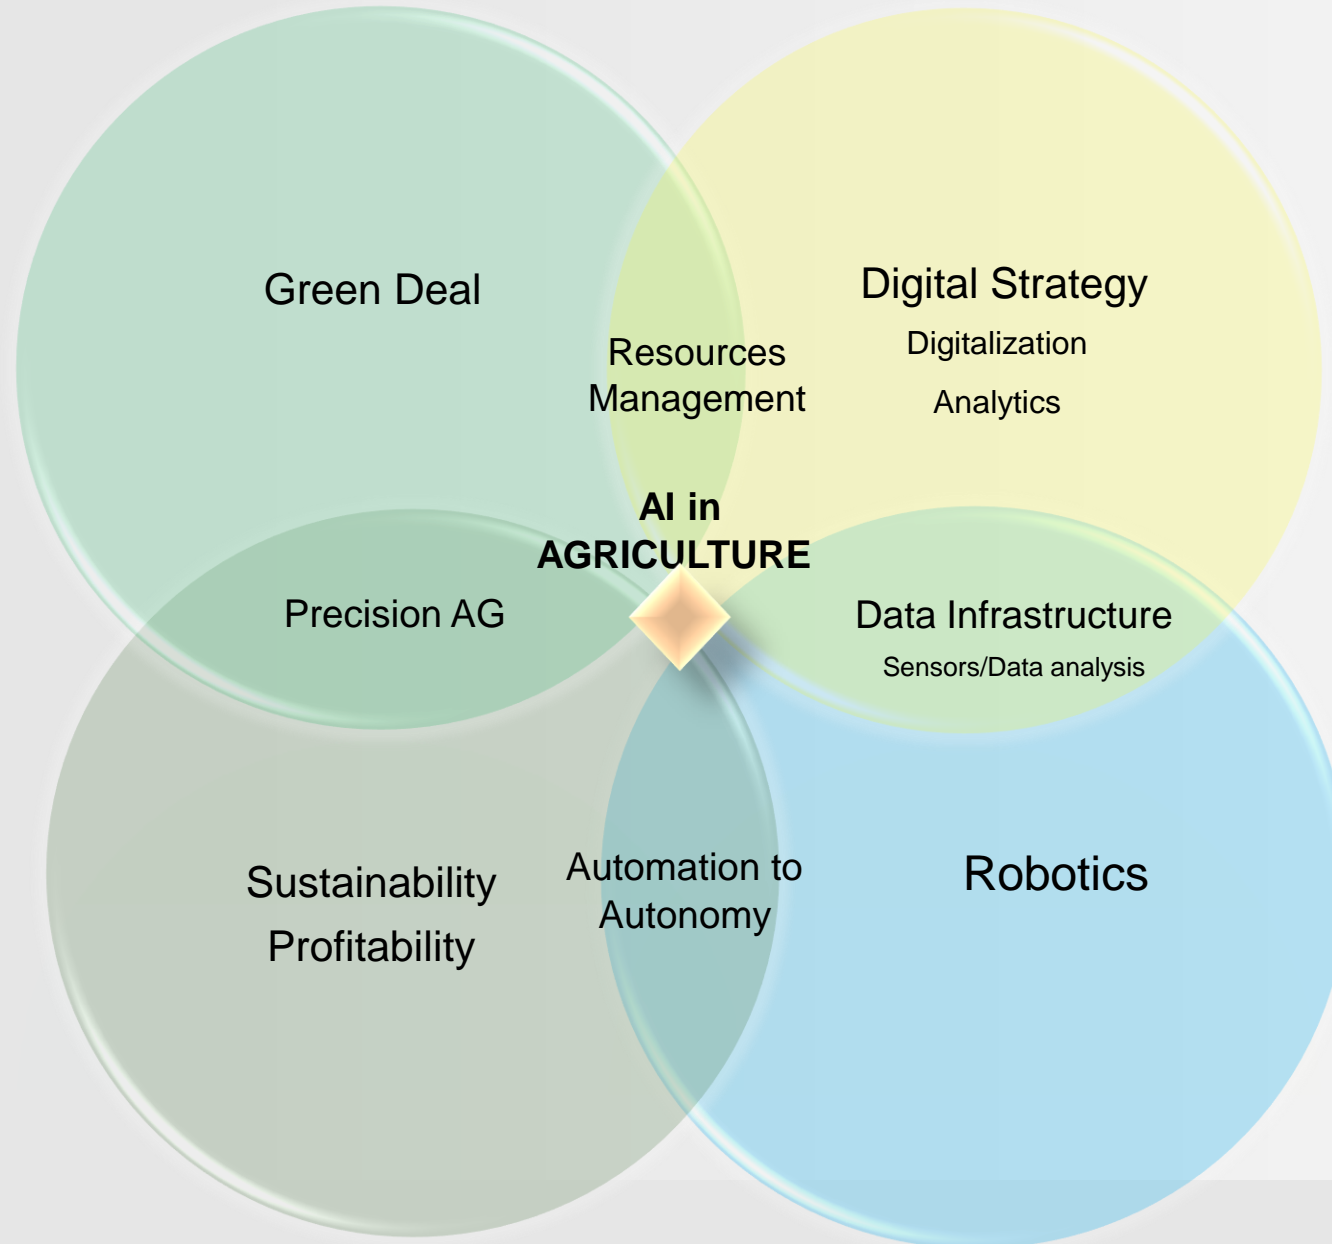 Green Deal
Digital Strategy
Digitalization
Analytics
Resources
Management
AI in
AGRICULTURE
Precision AG
Data Infrastructure
Sensors/Data analysis
Sustainability
Profitability
Automation to
Autonomy
Robotics